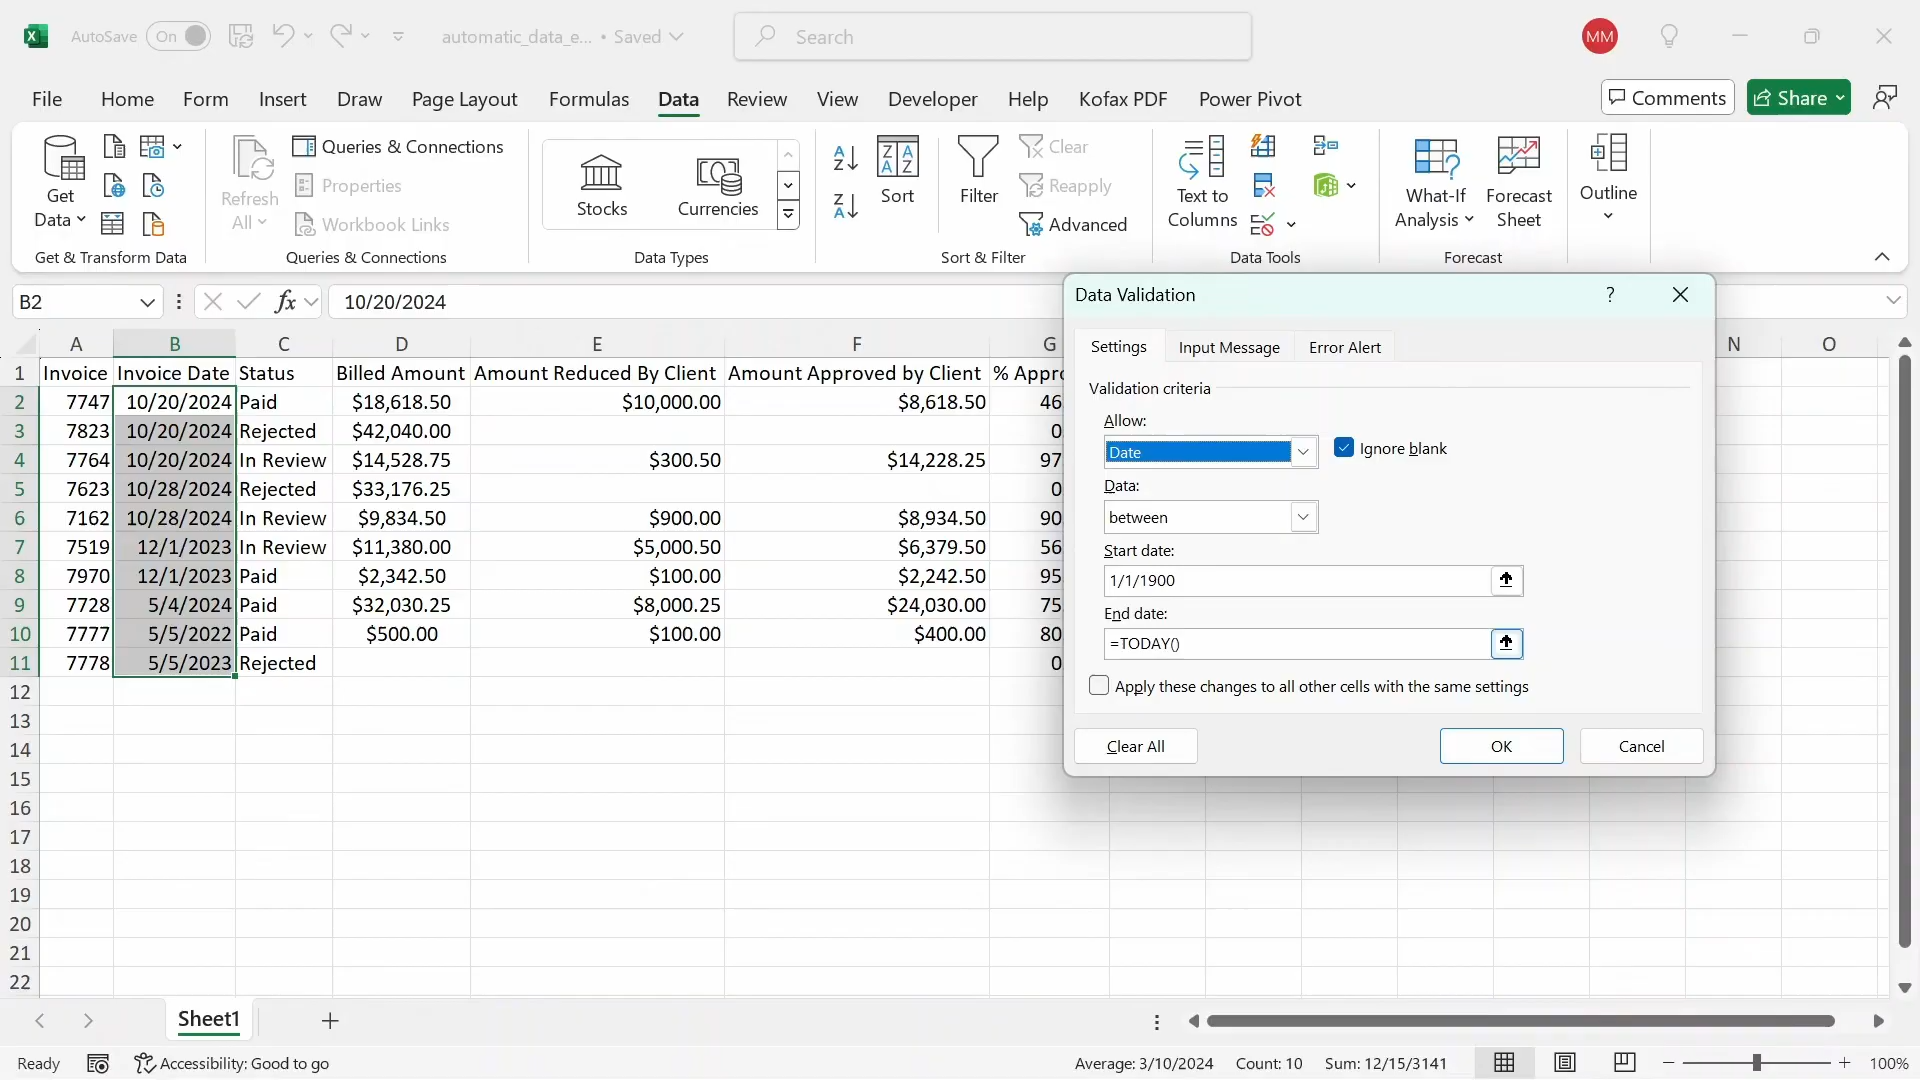 AutoSave On automatic_data_e... • Saved Search MM
File Home Form Insert Draw Page Layout Formulas Data Review View Developer Help Kofax PDF Power Pivot Comments Share
Get Data
Refresh All
Queries & Connections
Properties
Workbook Links
Stocks
Currencies
Sort
Filter
Clear
Reapply
Advanced
Text to Columns
What-If Analysis
Forecast Sheet
Outline
Get & Transform Data Queries & Connections Data Types Sort & Filter Data Tools Forecast
B2 fx 10/20/2024
A B C D E F G N O
1 Invoice Invoice Date Status Billed Amount Amount Reduced By Client Amount Approved by Client % Appro
2 7747 10/20/2024 Paid $18,618.50 $10,000.00 $8,618.50 46
3 7823 10/20/2024 Rejected $42,040.00 0
4 7764 10/20/2024 In Review $14,528.75 $300.50 $14,228.25 97
5 7623 10/28/2024 Rejected $33,176.25 0
6 7162 10/28/2024 In Review $9,834.50 $900.00 $8,934.50 90
7 7519 12/1/2023 In Review $11,380.00 $5,000.50 $6,379.50 56
8 7970 12/1/2023 Paid $2,342.50 $100.00 $2,242.50 95
9 7728 5/4/2024 Paid $32,030.25 $8,000.25 $24,030.00 75
10 7777 5/5/2022 Paid $500.00 $100.00 $400.00 80
11 7778 5/5/2023 Rejected 0
12
13
14
15
16
17
18
19
20
21
22
Data Validation ?
Settings Input Message Error Alert
Validation criteria
Allow:
Date Ignore blank
Data:
between
Start date:
1/1/1900
End date:
=TODAY()
Apply these changes to all other cells with the same settings
Clear All OK Cancel
Sheet1
Ready Accessibility: Good to go Average: 3/10/2024 Count: 10 Sum: 12/15/3141 100%